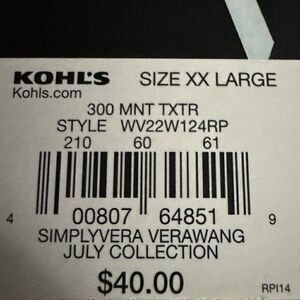 KOHL'S SIZE XX LARGE
Kohls.com
300 MNT TXTR
STYLE WV22W124RP
210 60 61
4 00807 64851 9
SIMPLYVERA VERAWANG
JULY COLLECTION
$40.00 RPI14